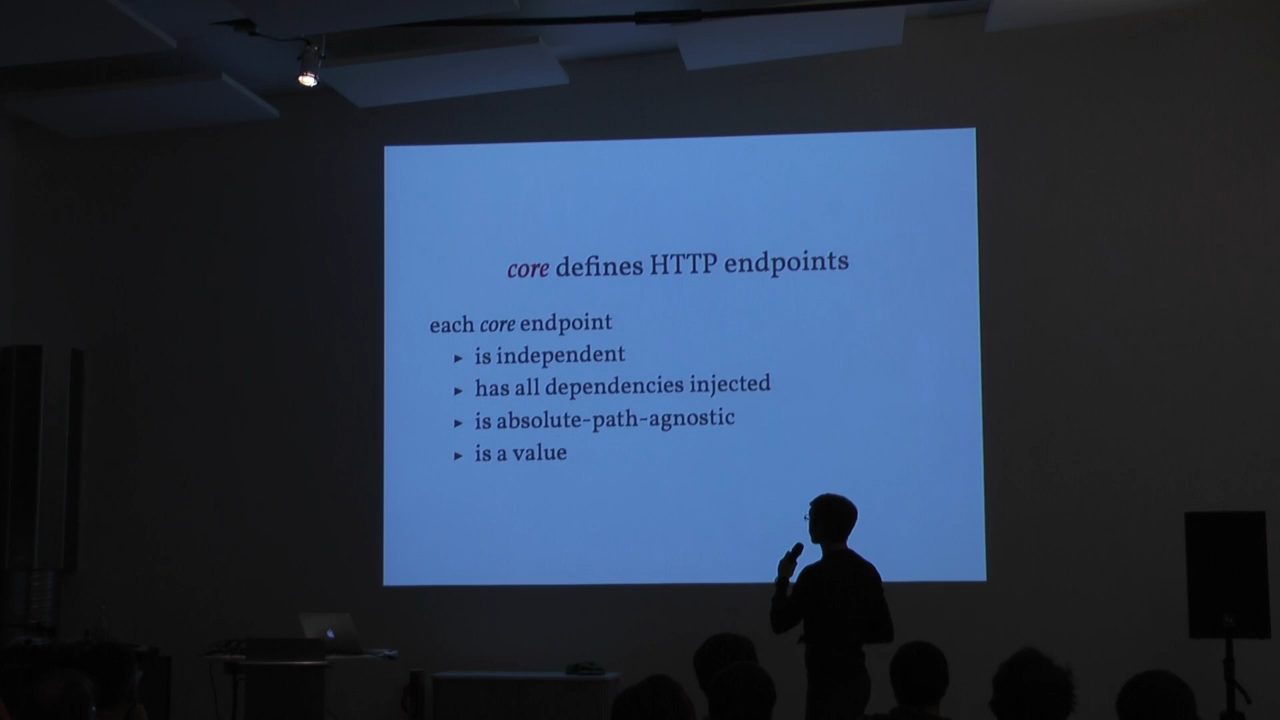 core defines HTTP endpoints
each core endpoint
► is independent
► has all dependencies injected
► is absolute-path-agnostic
► is a value